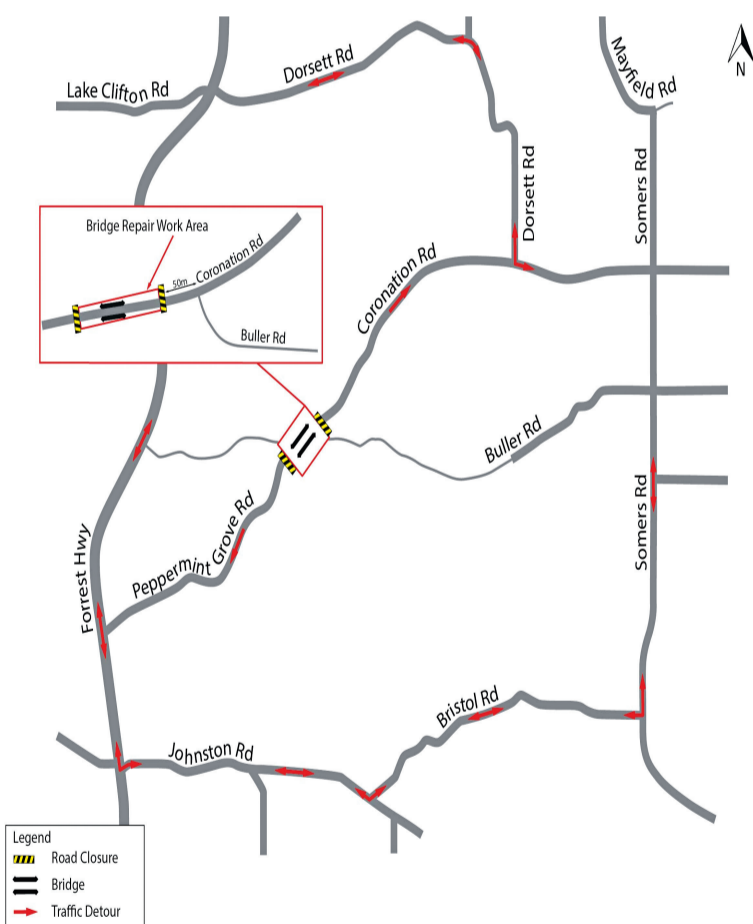 N
Mayfield Rd
Dorsett Rd
Lake Clifton Rd
Dorsett Rd
Somers Rd
Bridge Repair Work Area
50m
Coronation Rd
Buller Rd
Coronation Rd
Buller Rd
Somers Rd
Peppermint Grove Rd
Forrest Hwy
Bristol Rd
Johnston Rd
Legend
Road Closure
Bridge
Traffic Detour